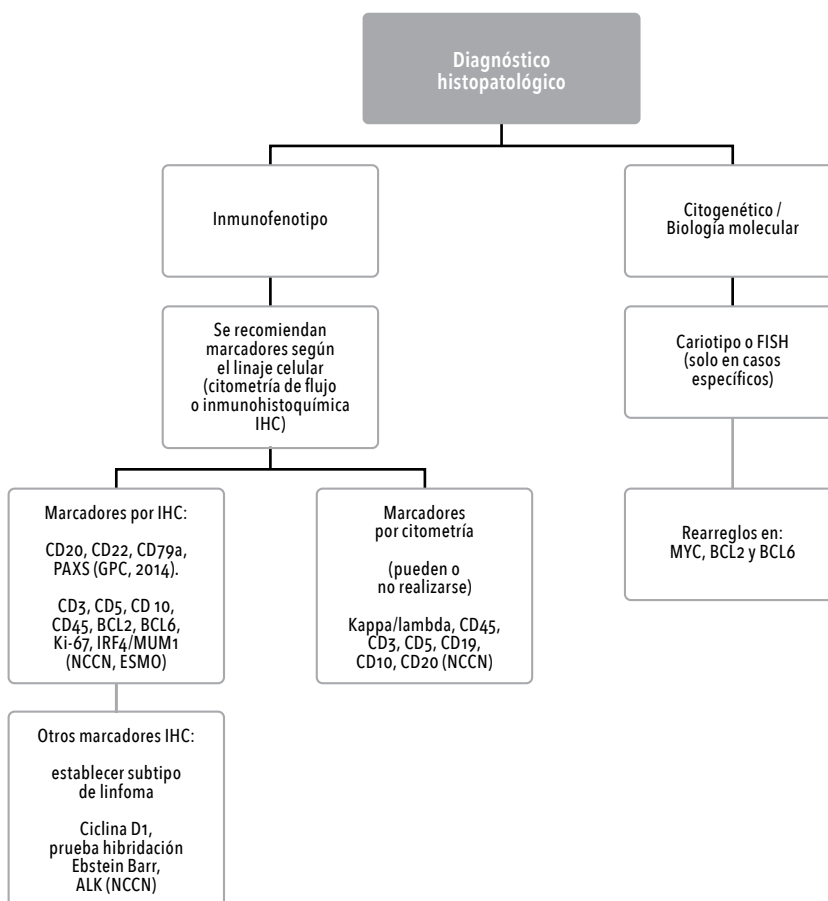 Diagnóstico
histopatológico
Inmunofenotipo
Citogenético /
Biología molecular
Se recomiendan
marcadores según
el linaje celular
(citometría de flujo
o inmunohistoquímica
IHC)
Cariotipo o FISH
(solo en casos
específicos)
Marcadores por IHC:
CD20, CD22, CD79a,
PAXS (GPC, 2014).
CD3, CD5, CD 10,
CD45, BCL2, BCL6,
Ki-67, IRF4/MUM1
(NCCN, ESMO)
Marcadores
por citometría
(pueden o
no realizarse)
Kappa/lambda, CD45,
CD3, CD5, CD19,
CD10, CD20 (NCCN)
Rearreglos en:
MYC, BCL2 y BCL6
Otros marcadores IHC:
establecer subtipo
de linfoma
Ciclina D1,
prueba hibridación
Ebstein Barr,
ALK (NCCN)